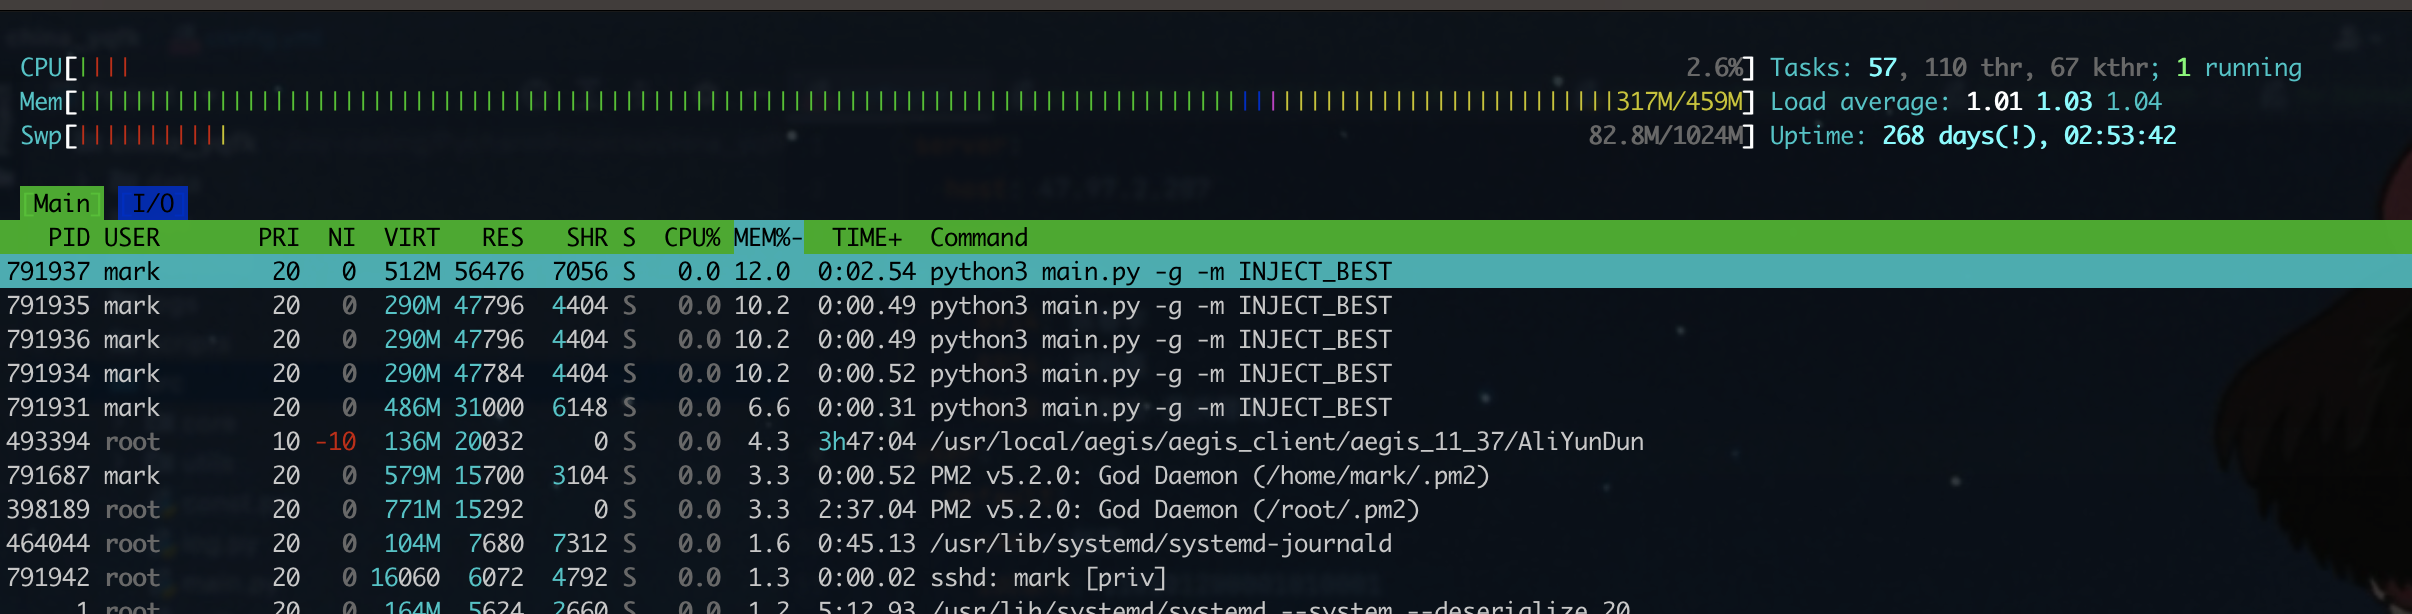 CPU[||||  2.6%] Tasks: 57, 110 thr, 67 kthr; 1 running
Mem[||||||||||||||||||||||||||||||||||||||||||||||||||||||||||||||||||||||||||||||||||||||||||||||||||||||||||||||317M/459M] Load average: 1.01 1.03 1.04
Swp[|||||||||||  82.8M/1024M] Uptime: 268 days(!), 02:53:42
[Main] I/O
PID USER PRI NI VIRT RES SHR S CPU% MEM%- TIME+ Command
791937 mark 20 0 512M 56476 7056 S 0.0 12.0 0:02.54 python3 main.py -g -m INJECT_BEST
791935 mark 20 0 290M 47796 4404 S 0.0 10.2 0:00.49 python3 main.py -g -m INJECT_BEST
791936 mark 20 0 290M 47796 4404 S 0.0 10.2 0:00.49 python3 main.py -g -m INJECT_BEST
791934 mark 20 0 290M 47784 4404 S 0.0 10.2 0:00.52 python3 main.py -g -m INJECT_BEST
791931 mark 20 0 486M 31000 6148 S 0.0 6.6 0:00.31 python3 main.py -g -m INJECT_BEST
493394 root 10 -10 136M 20032 0 S 0.0 4.3 3h47:04 /usr/local/aegis/aegis_client/aegis_11_37/AliYunDun
791687 mark 20 0 579M 15700 3104 S 0.0 3.3 0:00.52 PM2 v5.2.0: God Daemon (/home/mark/.pm2)
398189 root 20 0 771M 15292 0 S 0.0 3.3 2:37.04 PM2 v5.2.0: God Daemon (/root/.pm2)
464044 root 20 0 104M 7680 7312 S 0.0 1.6 0:45.13 /usr/lib/systemd/systemd-journald
791942 root 20 0 16060 6072 4792 S 0.0 1.3 0:00.02 sshd: mark [priv]
1 root 20 0 164M 5624 2660 S 0.0 1.2 5:12.93 /usr/lib/systemd/systemd --system --deserialize 20